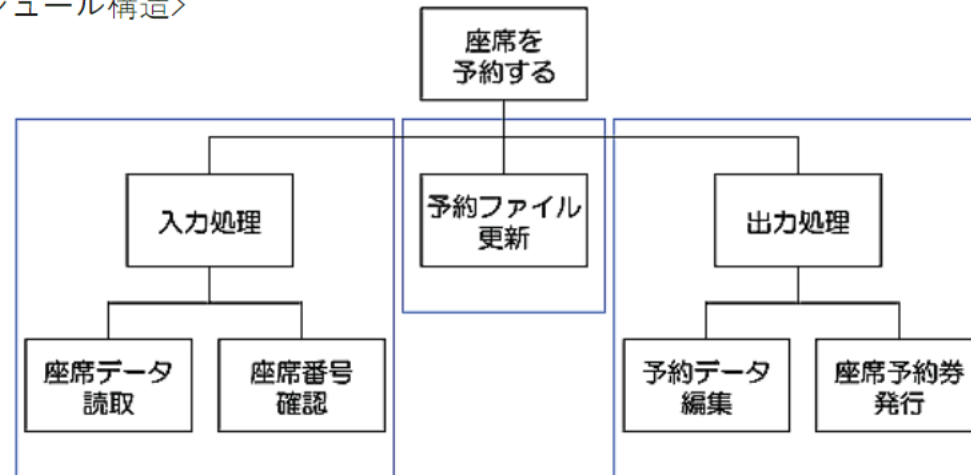 ジュール構造>
座席を
予約する
入力処理
予約ファイル
更新
出力処理
座席データ
読取
座席番号
確認
予約データ
編集
座席予約券
発行